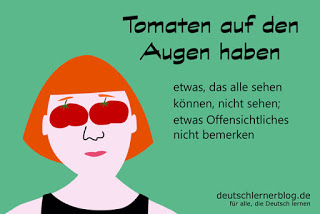 Tomaten auf den
Augen haben
etwas, das alle sehen
können, nicht sehen;
etwas Offensichtliches
nicht bemerken
deutschlernerblog.de
für alle, die Deutsch lernen